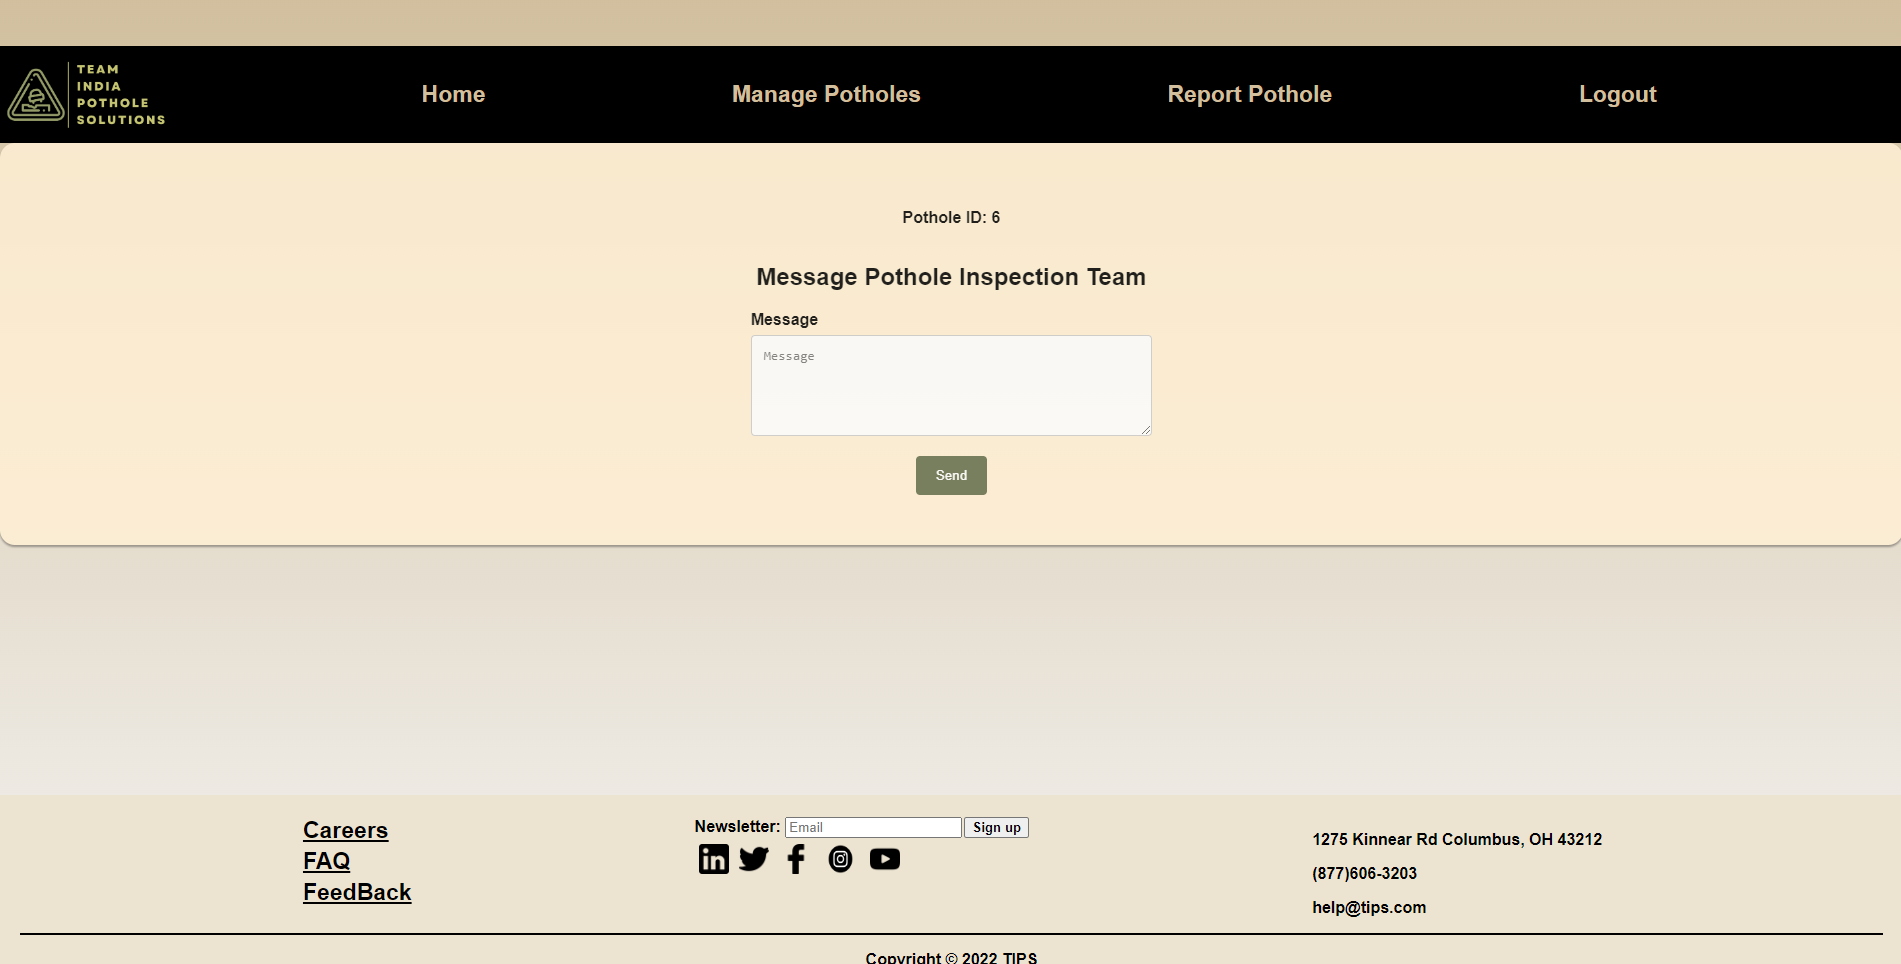 TEAM
INDIA
POTHOLE
SOLUTIONS
Home
Manage Potholes
Report Pothole
Logout
Pothole ID: 6
Message Pothole Inspection Team
Message
Message
Send
Careers
FAQ
FeedBack
Newsletter: Email Sign up
in
1275 Kinnear Rd Columbus, OH 43212
(877)606-3203
help@tips.com
Copyright © 2022 TIPS